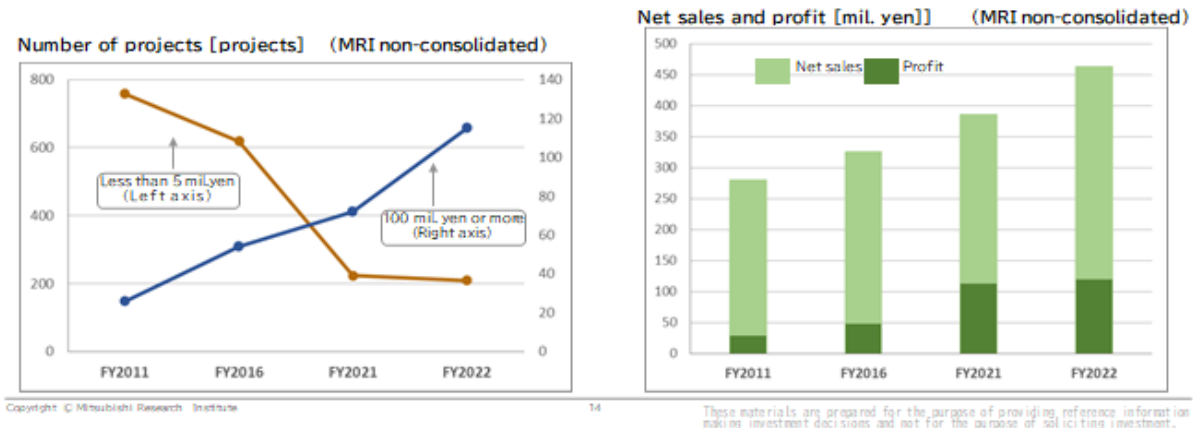 Number of projects [projects] (MRI non-consolidated)
800
600
400
200
0
140
120
100
80
60
40
20
0
Less than 5 mil.yen
(Left axis)
100 mil. yen or more
(Right axis)
FY2011 FY2016 FY2021 FY2022
Net sales and profit [mil. yen]] (MRI non-consolidated)
500
450
400
350
300
250
200
150
100
50
0
Net sales Profit
FY2011 FY2016 FY2021 FY2022
Copyright © Mitsubishi Research Institute
14
These materials are prepared for the purpose of providing reference information
making investment decisions and not for the purpose of soliciting investment.